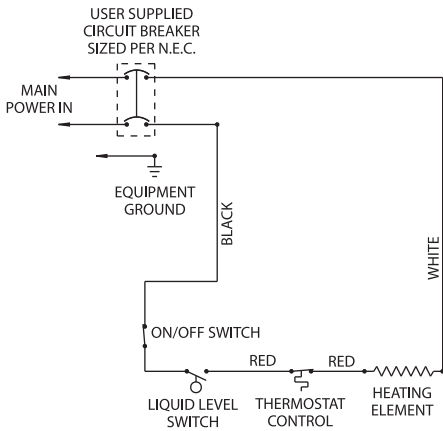 USER SUPPLIED
CIRCUIT BREAKER
SIZED PER N.E.C.
MAIN
POWER IN
EQUIPMENT
GROUND
BLACK
WHITE
ON/OFF SWITCH
RED
RED
LIQUID LEVEL
SWITCH
THERMOSTAT
CONTROL
HEATING
ELEMENT